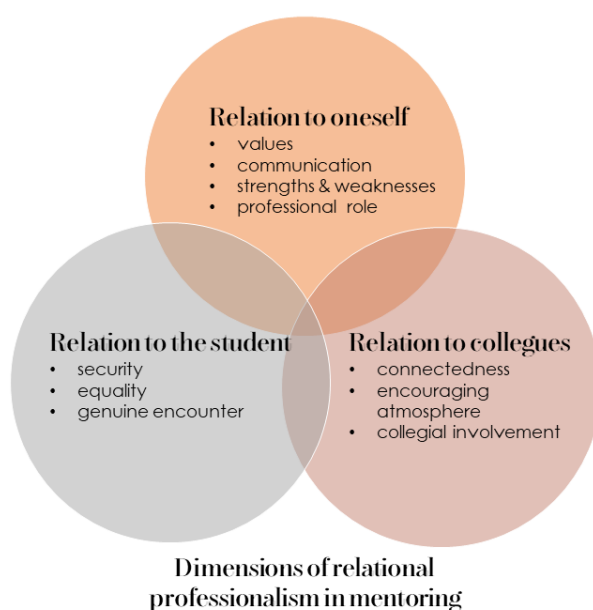 Relation to oneself
• values
• communication
• strengths & weaknesses
• professional role
Relation to the student
• security
• equality
• genuine encounter
Relation to collegues
• connectedness
• encouraging
atmosphere
• collegial involvement
Dimensions of relational
professionalism in mentoring